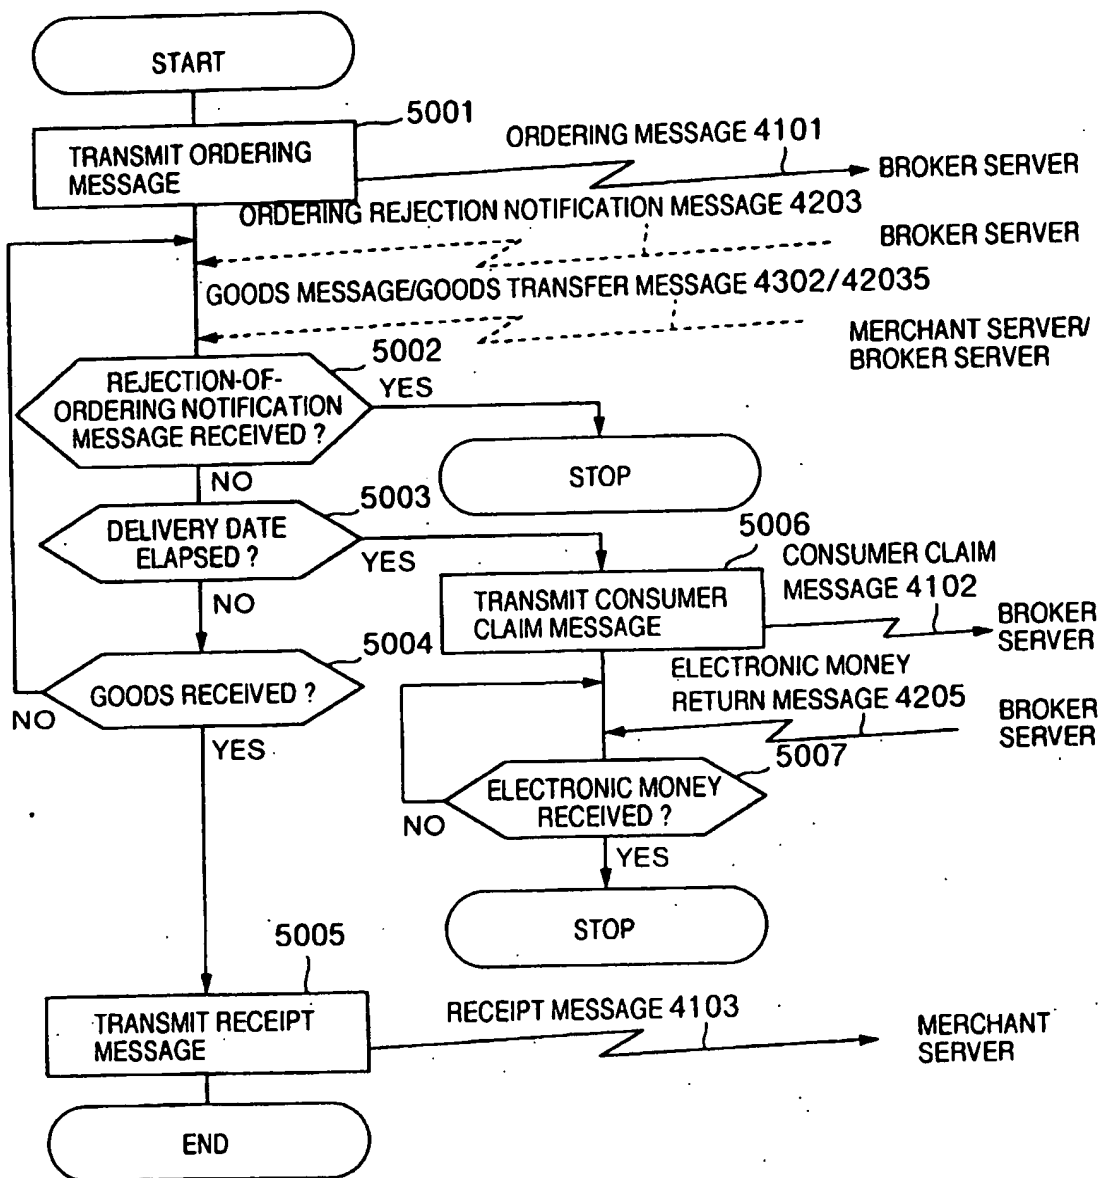 START
5001
TRANSMIT ORDERING
MESSAGE
ORDERING MESSAGE 4101
BROKER SERVER
ORDERING REJECTION NOTIFICATION MESSAGE 4203
BROKER SERVER
GOODS MESSAGE/GOODS TRANSFER MESSAGE 4302/42035
MERCHANT SERVER/
BROKER SERVER
5002
REJECTION-OF-
ORDERING NOTIFICATION
MESSAGE RECEIVED ?
YES
STOP
NO
5003
DELIVERY DATE
ELAPSED ?
YES
5006
TRANSMIT CONSUMER
CLAIM MESSAGE
CONSUMER CLAIM
MESSAGE 4102
BROKER
SERVER
NO
5004
GOODS RECEIVED ?
NO
YES
ELECTRONIC MONEY
RETURN MESSAGE 4205
BROKER
SERVER
5007
ELECTRONIC MONEY
RECEIVED ?
NO
YES
STOP
5005
TRANSMIT RECEIPT
MESSAGE
RECEIPT MESSAGE 4103
MERCHANT
SERVER
END